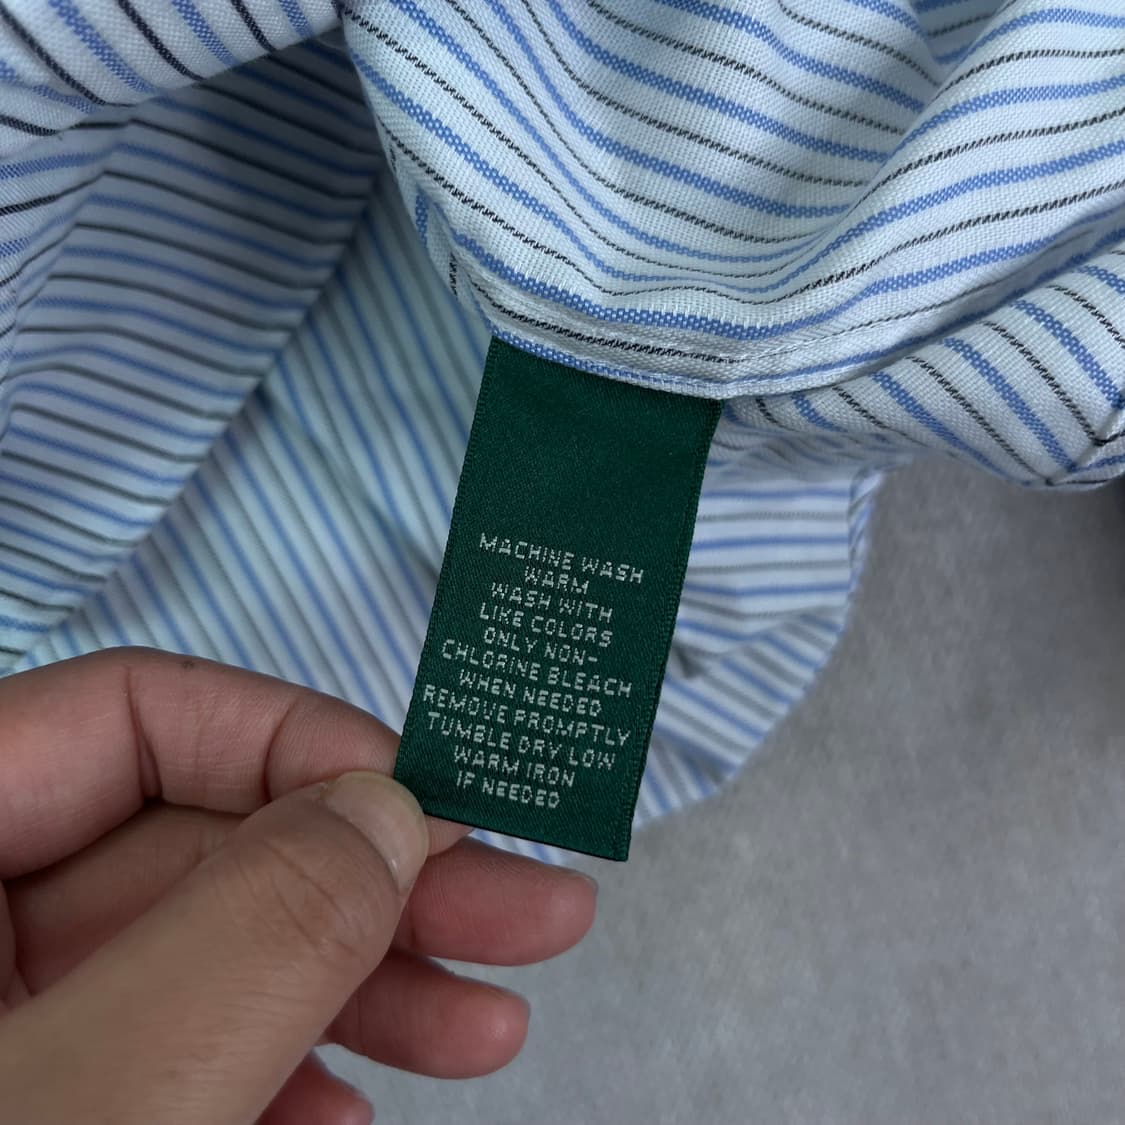 MACHINE WASH
WARM
WASH WITH
LIKE COLORS
ONLY NON-
CHLORINE BLEACH
WHEN NEEDED
REMOVE PROMPTLY
TUMBLE DRY LOW
WARM IRON
IF NEEDED